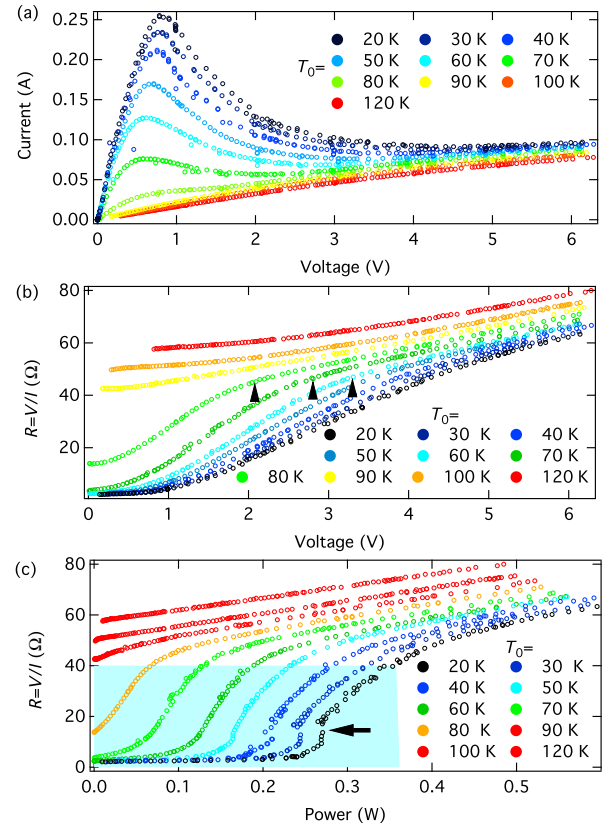 (a)
0.25
0.20
0.15
0.10
0.05
0.00
Current (A)
T0=
20 K 30 K 40 K
50 K 60 K 70 K
80 K 90 K 100 K
120 K
0 1 2 3 4 5 6
Voltage (V)
(b)
80
60
40
20
R=V/I (Ω)
T0=
20 K 30 K 40 K
50 K 60 K 70 K
80 K 90 K 100 K 120 K
0 1 2 3 4 5 6
Voltage (V)
(c)
80
60
40
20
0
R=V/I (Ω)
T0=
20 K 30 K
40 K 50 K
60 K 70 K
80 K 90 K
100 K 120 K
0.0 0.1 0.2 0.3 0.4 0.5
Power (W)